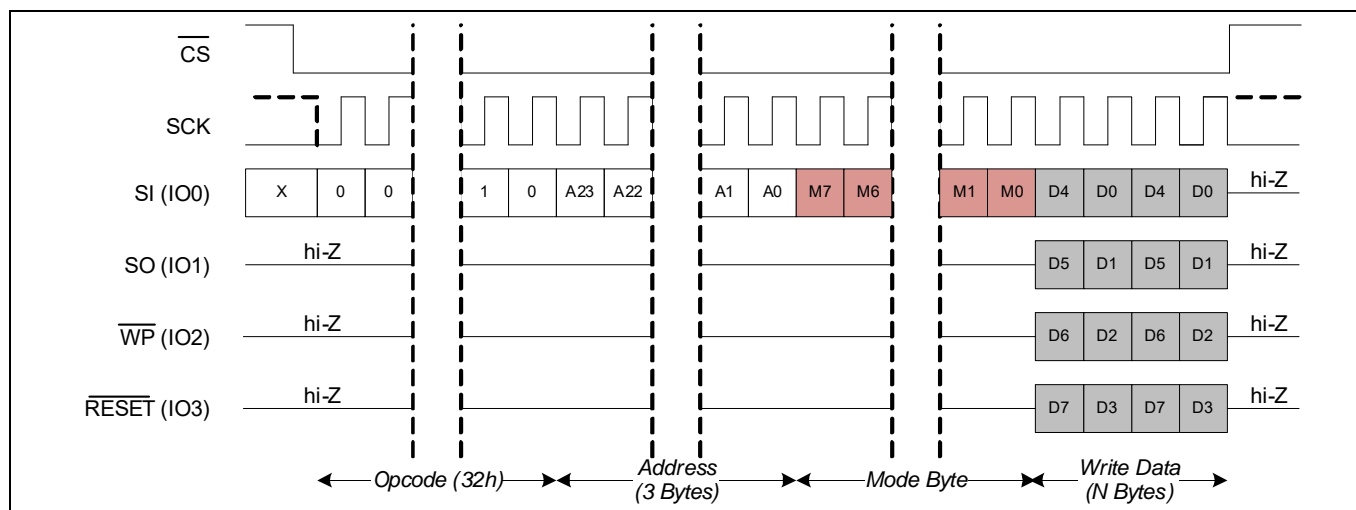 CS
SCK
SI (IO0) X 0 0 1 0 A23 A22 A1 A0 M7 M6 M1 M0 D4 D0 D4 D0 hi-Z
SO (IO1) hi-Z D5 D1 D5 D1 hi-Z
WP (IO2) hi-Z D6 D2 D6 D2 hi-Z
RESET (IO3) hi-Z D7 D3 D7 D3 hi-Z
Opcode (32h) Address Mode Byte Write Data
(3 Bytes) (N Bytes)